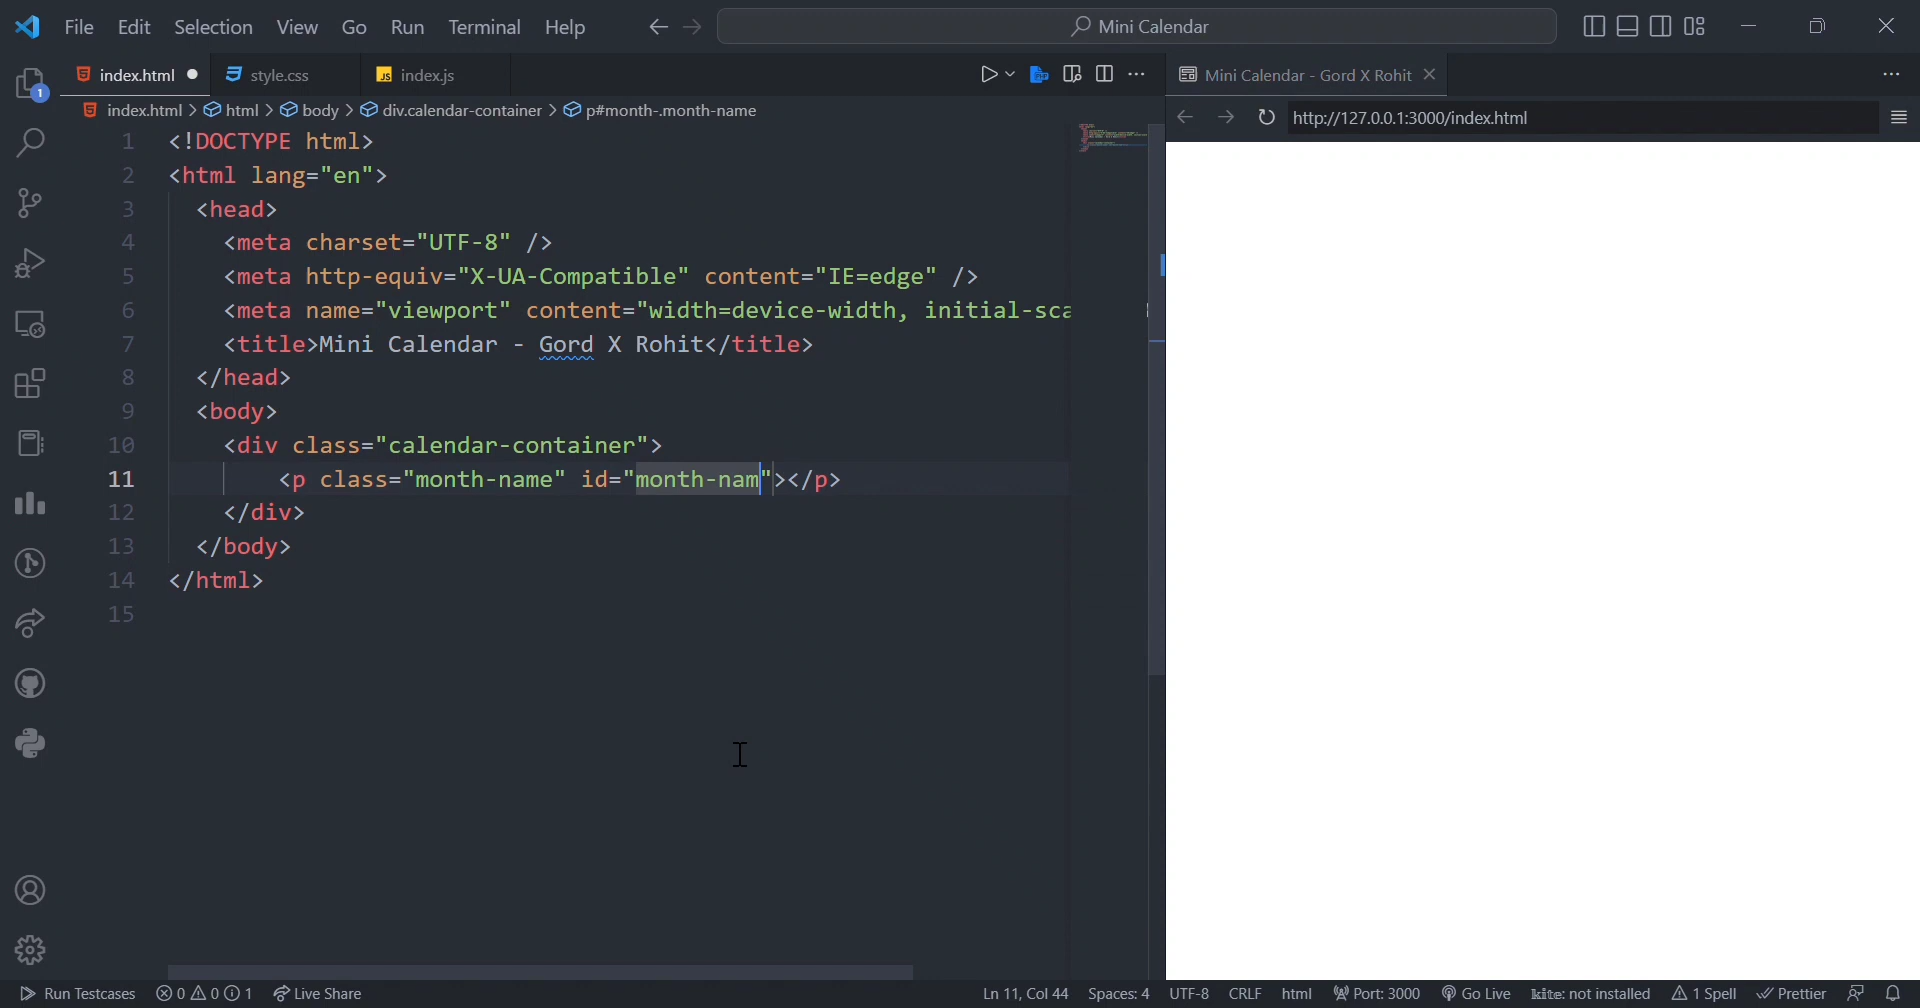 File Edit Selection View Go Run Terminal Help
Mini Calendar
index.html style.css index.js
Mini Calendar - Gord X Rohit
index.html > html > body > div.calendar-container > p#month-.month-name
http://127.0.0.1:3000/index.html
1 <!DOCTYPE html>
2 <html lang="en">
3 <head>
4 <meta charset="UTF-8" />
5 <meta http-equiv="X-UA-Compatible" content="IE=edge" />
6 <meta name="viewport" content="width=device-width, initial-sca
7 <title>Mini Calendar - Gord X Rohit</title>
8 </head>
9 <body>
10 <div class="calendar-container">
11 <p class="month-name" id="month-nam"></p>
12 </div>
13 </body>
14 </html>
15
1
Run Testcases 0 0 1 Live Share Ln 11, Col 44 Spaces: 4 UTF-8 CRLF html Port: 3000 Go Live kite: not installed 1 Spell Prettier